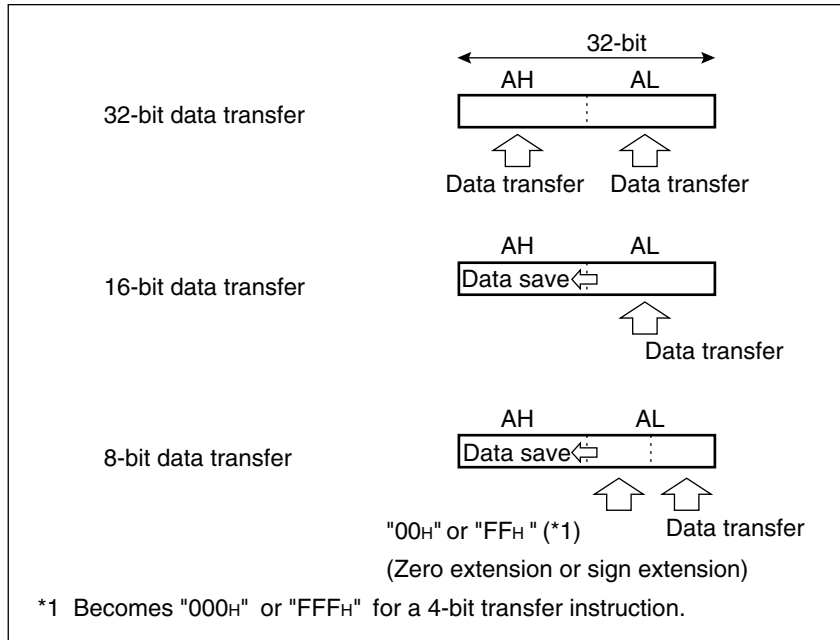 32-bit
AH AL
32-bit data transfer
Data transfer Data transfer
AH AL
16-bit data transfer
Data save
Data transfer
AH AL
8-bit data transfer
Data save
"00H" or "FFH " (*1) Data transfer
(Zero extension or sign extension)
*1 Becomes "000H" or "FFFH" for a 4-bit transfer instruction.